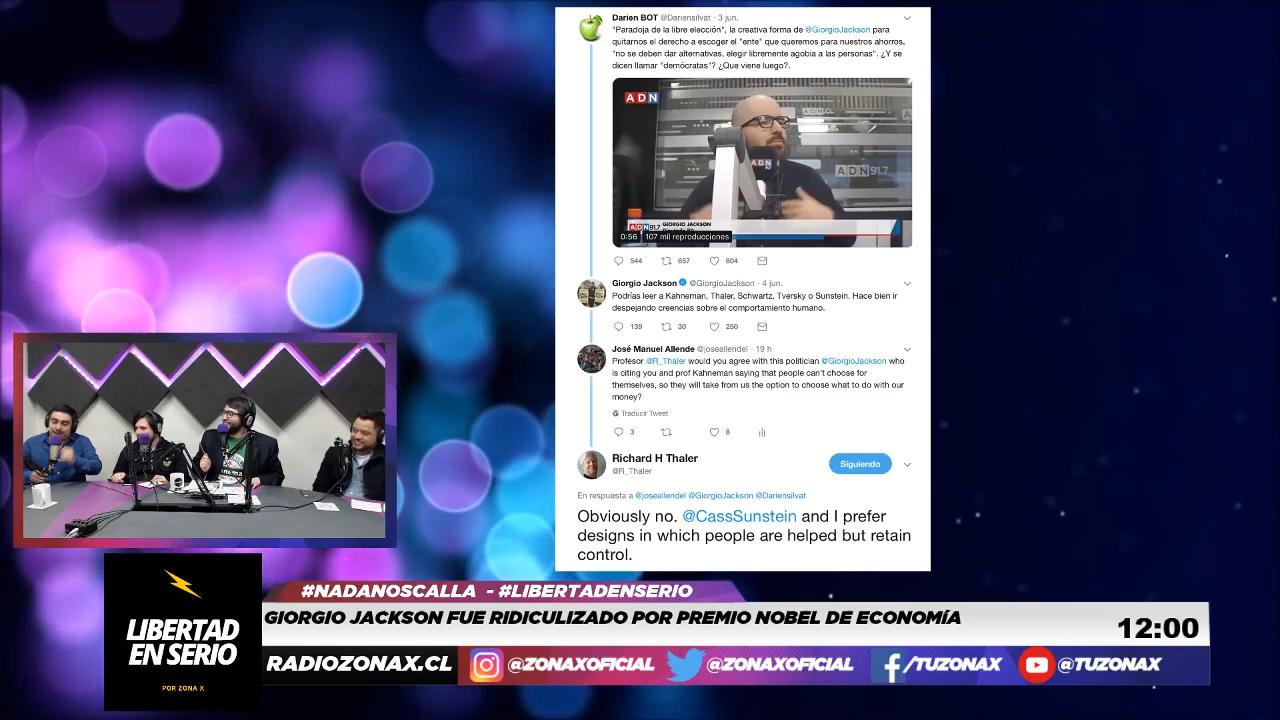 Darien BOT @Dariensilvat · 3 jun.
"Paradoja de la libre elección", la creativa forma de @GiorgioJackson para
quitarnos el derecho a escoger el "ente" que queremos para nuestros ahorros,
"no se deben dar alternativas, elegir libremente agobia a las personas". ¿Y se
dicen llamar "demócratas"? ¿Que viene luego?.
ADN
ADN.CL
ADN
ADN91.7
ADN91.7
GIORGIO JACKSON
0:56 | 107 mil reproducciones
544 657 804
Giorgio Jackson @GiorgioJackson · 4 jun.
Podrías leer a Kahneman, Thaler, Schwartz, Tversky o Sunstein. Hace bien ir
despejando creencias sobre el comportamiento humano.
139 30 250
José Manuel Allende @joseallendel · 19 h
Profesor @R_Thaler would you agree with this politician @GiorgioJackson who
is citing you and prof Kahneman saying that people can't choose for
themselves, so they will take from us the option to choose what to do with our
money?
Traducir Tweet
3 8
Richard H Thaler
@R_Thaler
Siguiendo
En respuesta a @joseallendel @GiorgioJackson @Dariensilvat
Obviously no. @CassSunstein and I prefer
designs in which people are helped but retain
control.
#NADANOSCALLA - #LIBERTADENSERIO
GIORGIO JACKSON FUE RIDICULIZADO POR PREMIO NOBEL DE ECONOMíA
12:00
LIBERTAD
EN SERIO
POR ZONA X
RADIOZONAX.CL
@ZONAXOFICIAL
@ZONAXOFICIAL
/TUZONAX
@TUZONAX